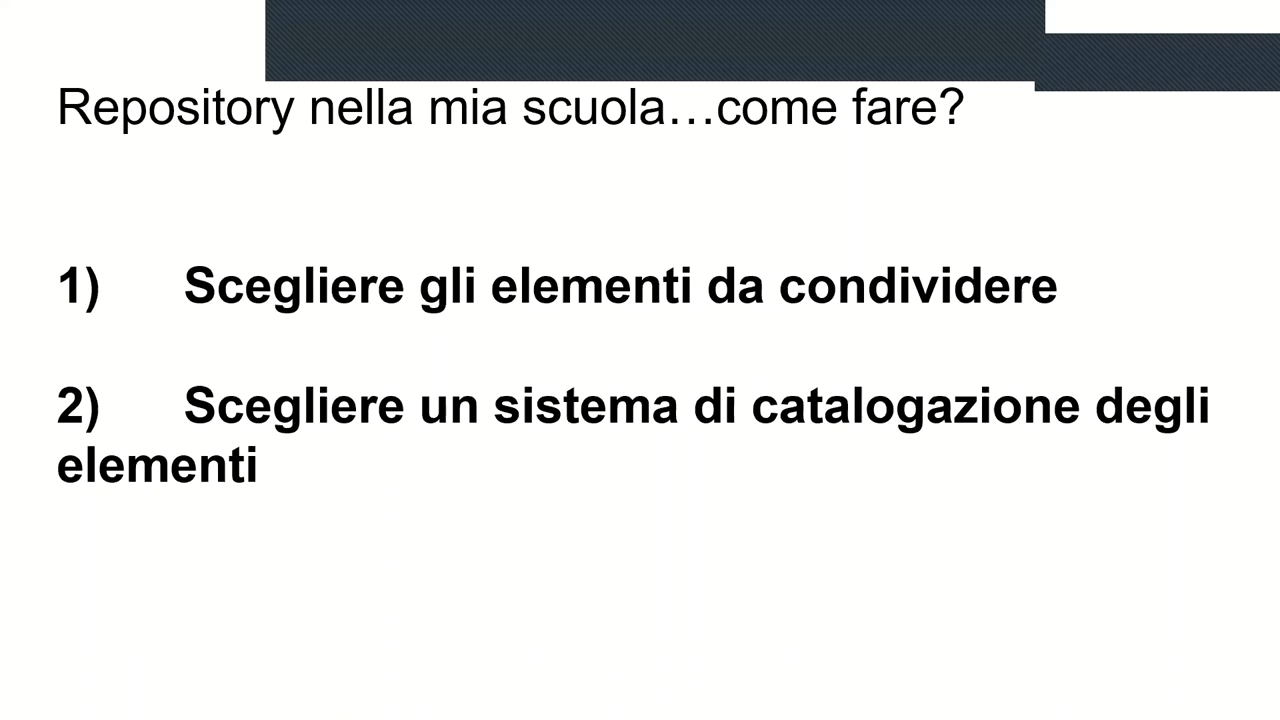 Repository nella mia scuola…come fare?
1) Scegliere gli elementi da condividere
2) Scegliere un sistema di catalogazione degli
elementi